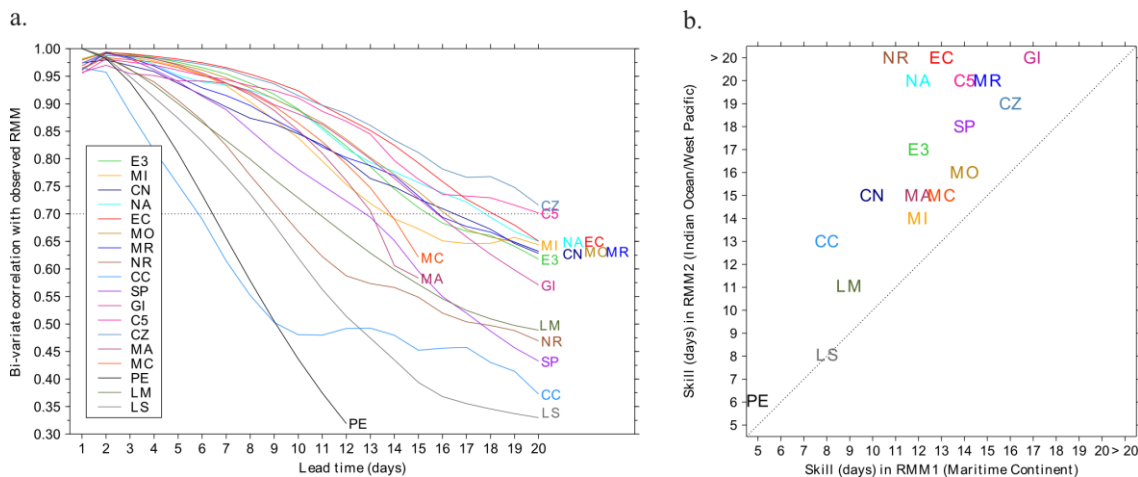 a.
Bi-variate correlation with observed RMM
1.00
0.95
0.90
0.85
0.80
0.75
0.70
0.65
0.60
0.55
0.50
0.45
0.40
0.35
0.30
E3
MI
CN
NA
EC
MO
MR
NR
CC
SP
GI
C5
CZ
MA
MC
PE
LM
LS
CZ
C5
NA EC
MI
CN MO MR
E3
MC
MA
GI
LM
NR
SP
CC
LS
PE
1 2 3 4 5 6 7 8 9 10 11 12 13 14 15 16 17 18 19 20
Lead time (days)
b.
Skill (days) in RMM2 (Indian Ocean/West Pacific)
> 20
20
19
18
17
16
15
14
13
12
11
10
9
8
7
6
5
NR EC GI
NA C5 MR
CZ
SP
E3
MO
CN MA MC
MI
CC
LM
LS
PE
5 6 7 8 9 10 11 12 13 14 15 16 17 18 19 20 > 20
Skill (days) in RMM1 (Maritime Continent)